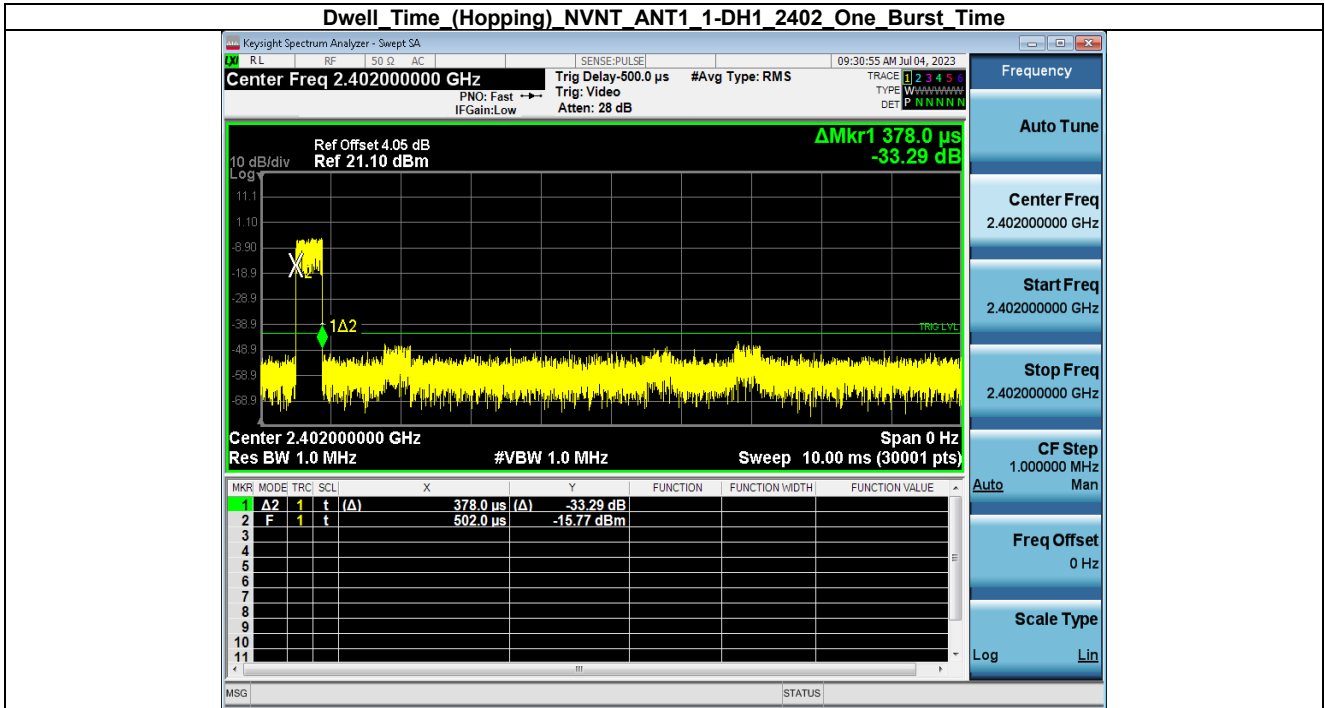 Dwell_Time_(Hopping)_NVNT_ANT1_1-DH1_2402_One_Burst_Time
Keysight Spectrum Analyzer - Swept SA
LXI RL RF 50 Ω AC SENSE:PULSE 09:30:55 AM Jul 04, 2023
Center Freq 2.402000000 GHz
PNO: Fast
IFGain:Low
Trig Delay-500.0 µs
Trig: Video
Atten: 28 dB
#Avg Type: RMS
TRACE 1 2 3 4 5 6
TYPE WWWWWW
DET P N N N N N
Ref Offset 4.05 dB
10 dB/div Ref 21.10 dBm
ΔMkr1 378.0 µs
-33.29 dB
Log
11.1
1.10
-8.90
-18.9
-28.9
-38.9
-48.9
-58.9
-68.9
2
1Δ2
TRIG LVL
Center 2.402000000 GHz Span 0 Hz
Res BW 1.0 MHz #VBW 1.0 MHz Sweep 10.00 ms (30001 pts)
MKR MODE TRC SCL X Y FUNCTION FUNCTION WIDTH FUNCTION VALUE
1 Δ2 1 t (Δ) 378.0 µs (Δ) -33.29 dB
2 F 1 t 502.0 µs -15.77 dBm
3
4
5
6
7
8
9
10
11
MSG STATUS
Frequency
Auto Tune
Center Freq
2.402000000 GHz
Start Freq
2.402000000 GHz
Stop Freq
2.402000000 GHz
CF Step
1.000000 MHz
Auto Man
Freq Offset
0 Hz
Scale Type
Log Lin